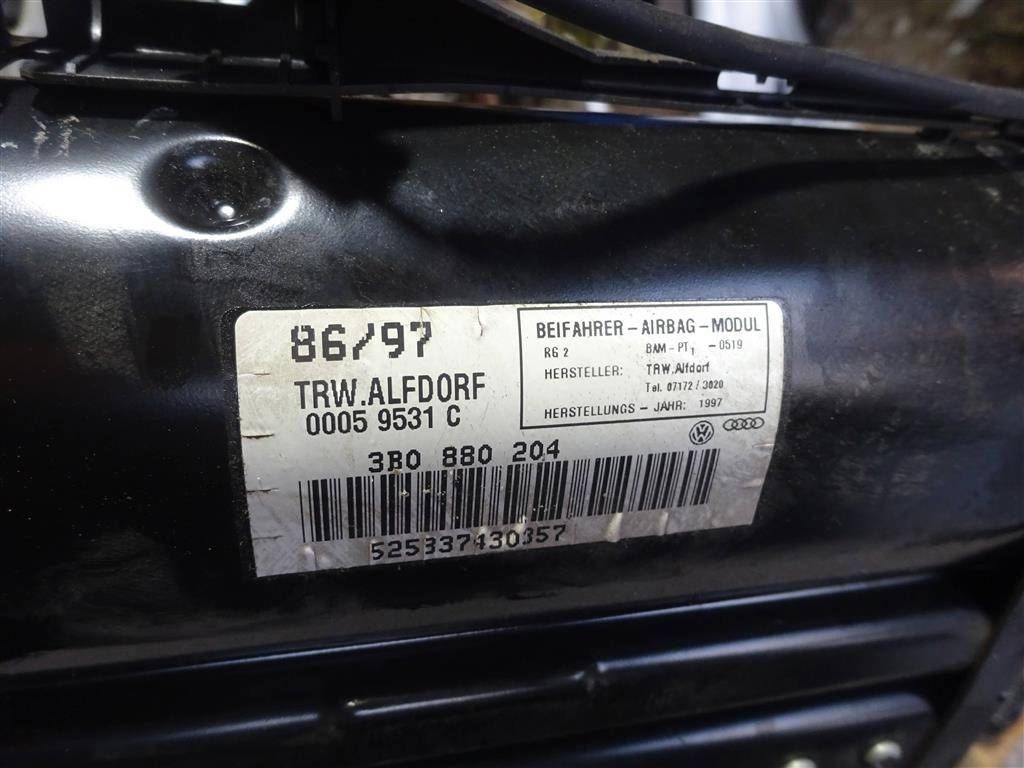 86/97
TRW.ALFDORF
0005 9531 C
BEIFAHRER - AIRBAG - MODUL
RG 2 BAM - PT1 - 0519
HERSTELLER: TRW.Alfdorf
Tel. 07172 / 3020
HERSTELLUNGS - JAHR: 1997
3B0 880 204
525337430357